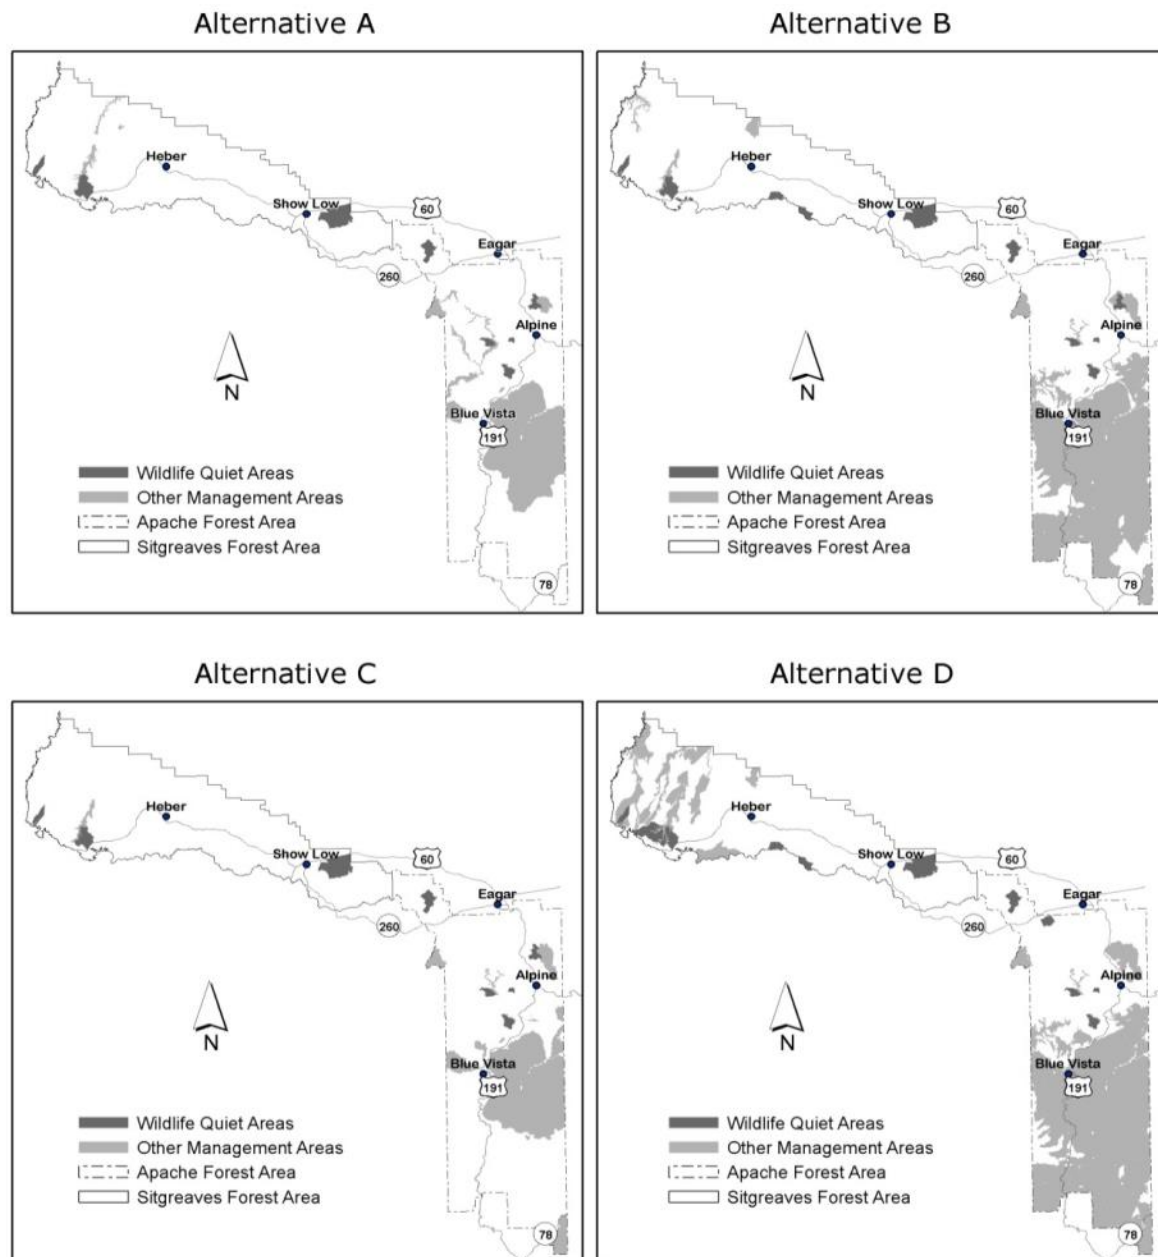 Alternative A
Heber
Show Low
60
Eagar
260
Alpine
N
Blue Vista
191
Wildlife Quiet Areas
Other Management Areas
Apache Forest Area
Sitgreaves Forest Area
78
Alternative B
Heber
Show Low
60
Eagar
260
Alpine
N
Blue Vista
191
Wildlife Quiet Areas
Other Management Areas
Apache Forest Area
Sitgreaves Forest Area
78
Alternative C
Heber
Show Low
60
Eagar
260
Alpine
N
Blue Vista
191
Wildlife Quiet Areas
Other Management Areas
Apache Forest Area
Sitgreaves Forest Area
78
Alternative D
Heber
Show Low
60
Eagar
260
Alpine
N
Blue Vista
191
Wildlife Quiet Areas
Other Management Areas
Apache Forest Area
Sitgreaves Forest Area
78